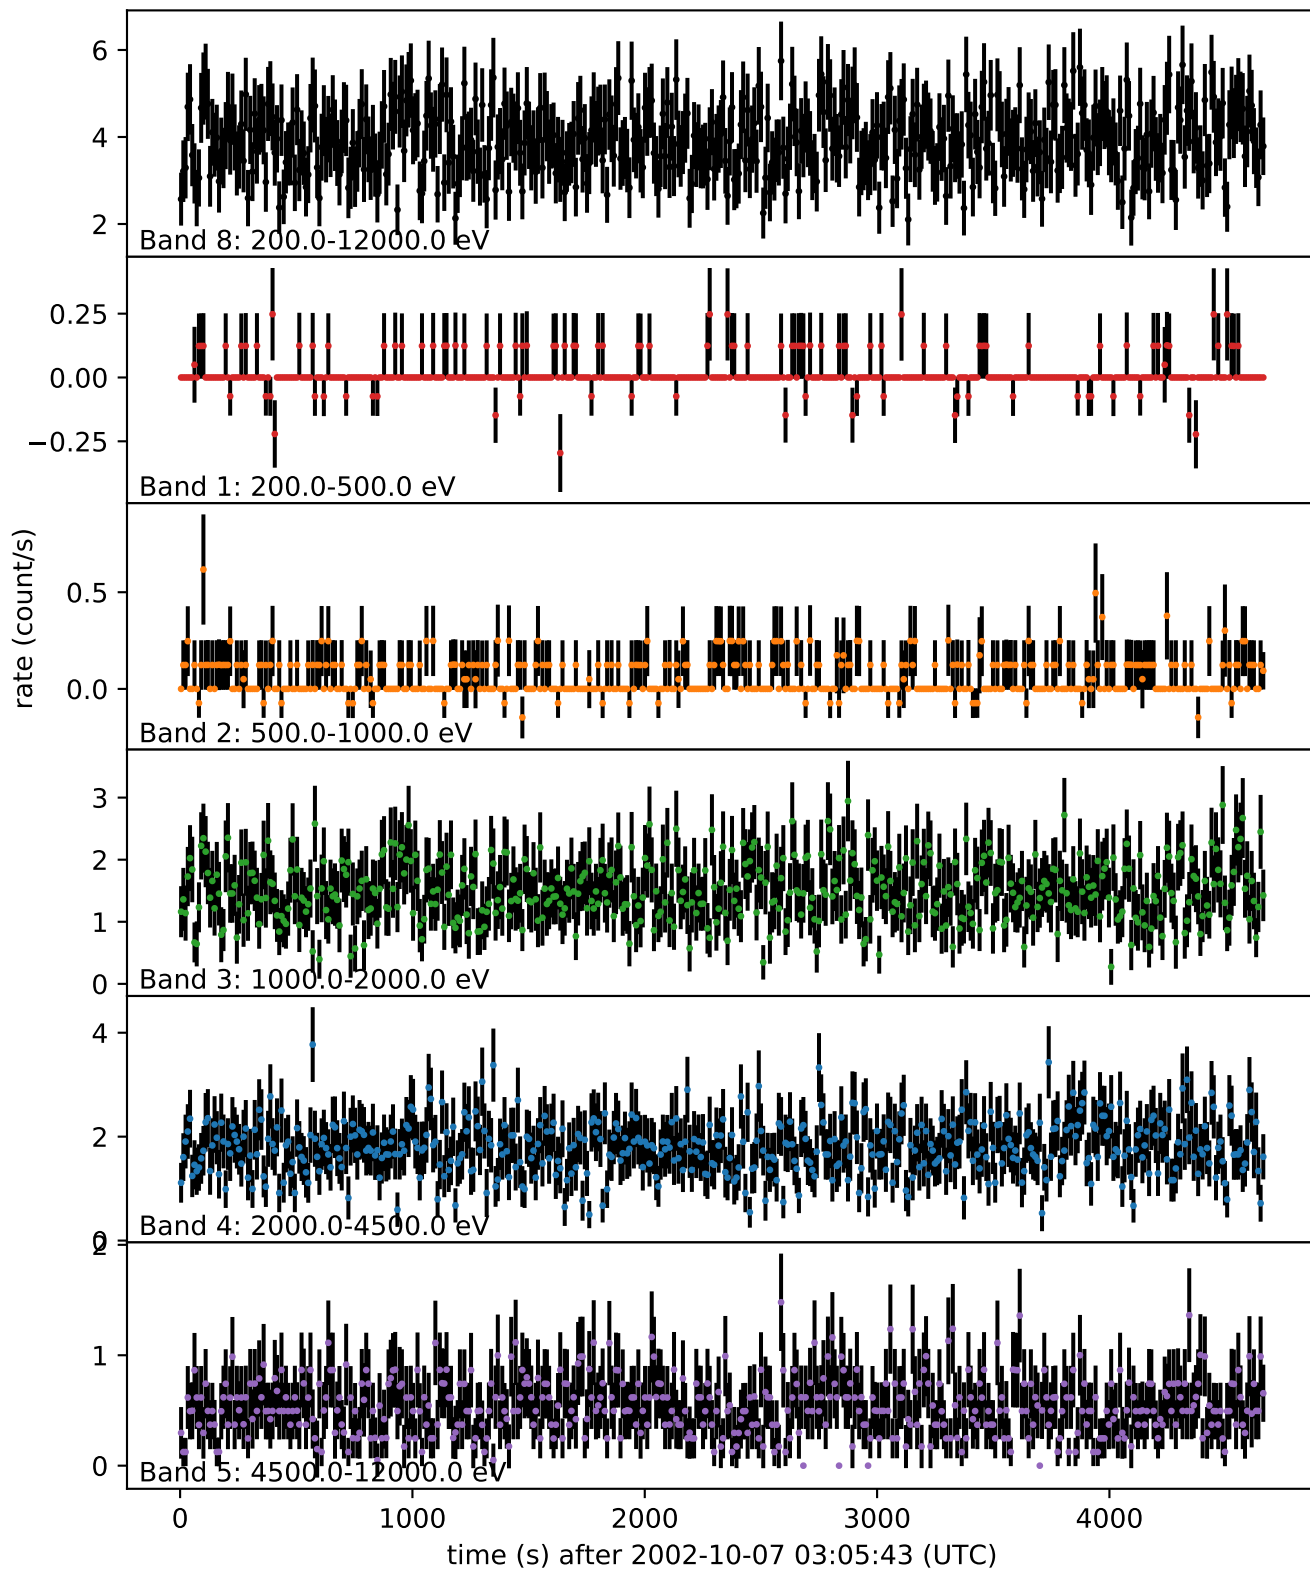 6
4
2
Band 8: 200.0-12000.0 eV
0.25
0.00
−0.25
Band 1: 200.0-500.0 eV
0.5
0.0
Band 2: 500.0-1000.0 eV
rate (count/s)
3
2
1
0
Band 3: 1000.0-2000.0 eV
4
2
0
Band 4: 2000.0-4500.0 eV
2
1
0
Band 5: 4500.0-12000.0 eV
0 1000 2000 3000 4000
time (s) after 2002-10-07 03:05:43 (UTC)